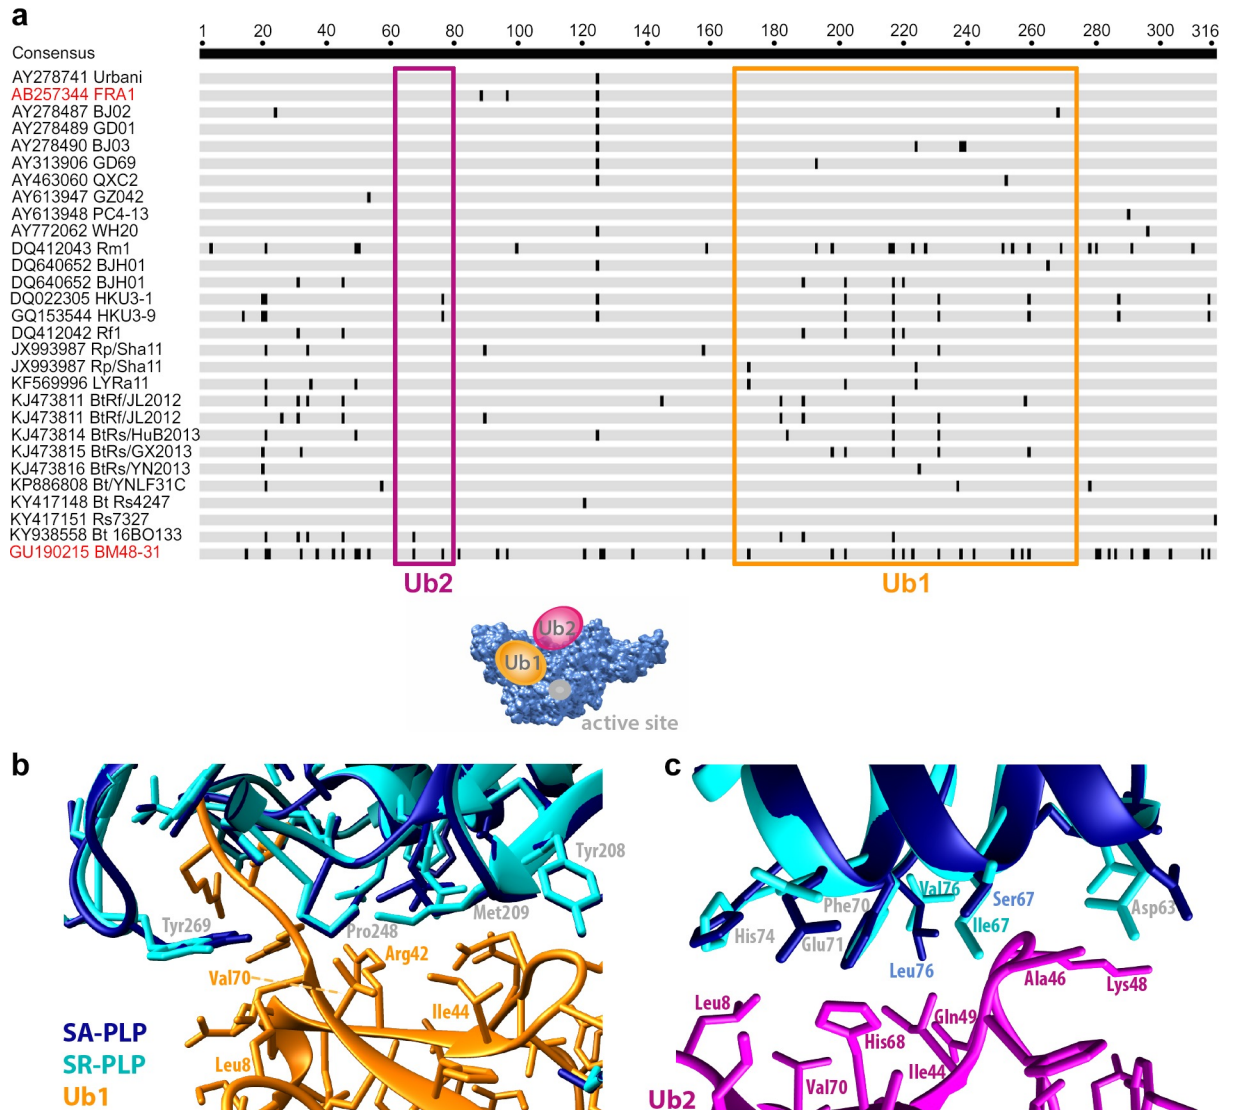 a
1 20 40 60 80 100 120 140 160 180 200 220 240 260 280 300 316
Consensus
AY278741 Urbani
AB257344 FRA1
AY278487 BJ02
AY278489 GD01
AY278490 BJ03
AY313906 GD69
AY463060 QXC2
AY613947 GZ042
AY613948 PC4-13
AY772062 WH20
DQ412043 Rm1
DQ640652 BJH01
DQ640652 BJH01
DQ022305 HKU3-1
GQ153544 HKU3-9
DQ412042 Rf1
JX993987 Rp/Sha11
JX993987 Rp/Sha11
KF569996 LYRa11
KJ473811 BtRf/JL2012
KJ473811 BtRf/JL2012
KJ473814 BtRs/HuB2013
KJ473815 BtRs/GX2013
KJ473816 BtRs/YN2013
KP886808 Bt/YNLF31C
KY417148 Bt Rs4247
KY417151 Rs7327
KY938558 Bt 16BO133
GU190215 BM48-31
Ub2 Ub1
Ub2
Ub1
active site
b
Tyr208
Met209
Tyr269
Pro248
Arg42
Val70
Ile44
Leu8
SA-PLP
SR-PLP
Ub1
c
Val76
Phe70
Ser67
Asp63
His74
Glu71
Ile67
Leu76
Ala46
Lys48
Leu8
Gln49
His68
Ile44
Val70
Ub2